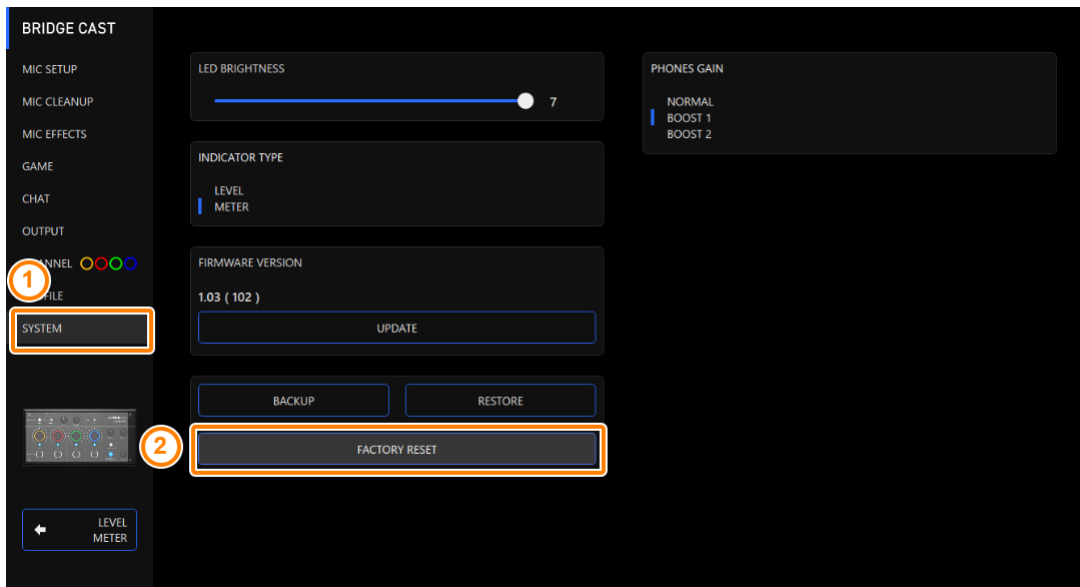 BRIDGE CAST
MIC SETUP
MIC CLEANUP
MIC EFFECTS
GAME
CHAT
OUTPUT
NNEL
FILE
SYSTEM
1
LEVEL
METER
LED BRIGHTNESS
7
INDICATOR TYPE
LEVEL
METER
FIRMWARE VERSION
1.03 ( 102 )
UPDATE
BACKUP
RESTORE
2
FACTORY RESET
PHONES GAIN
NORMAL
BOOST 1
BOOST 2